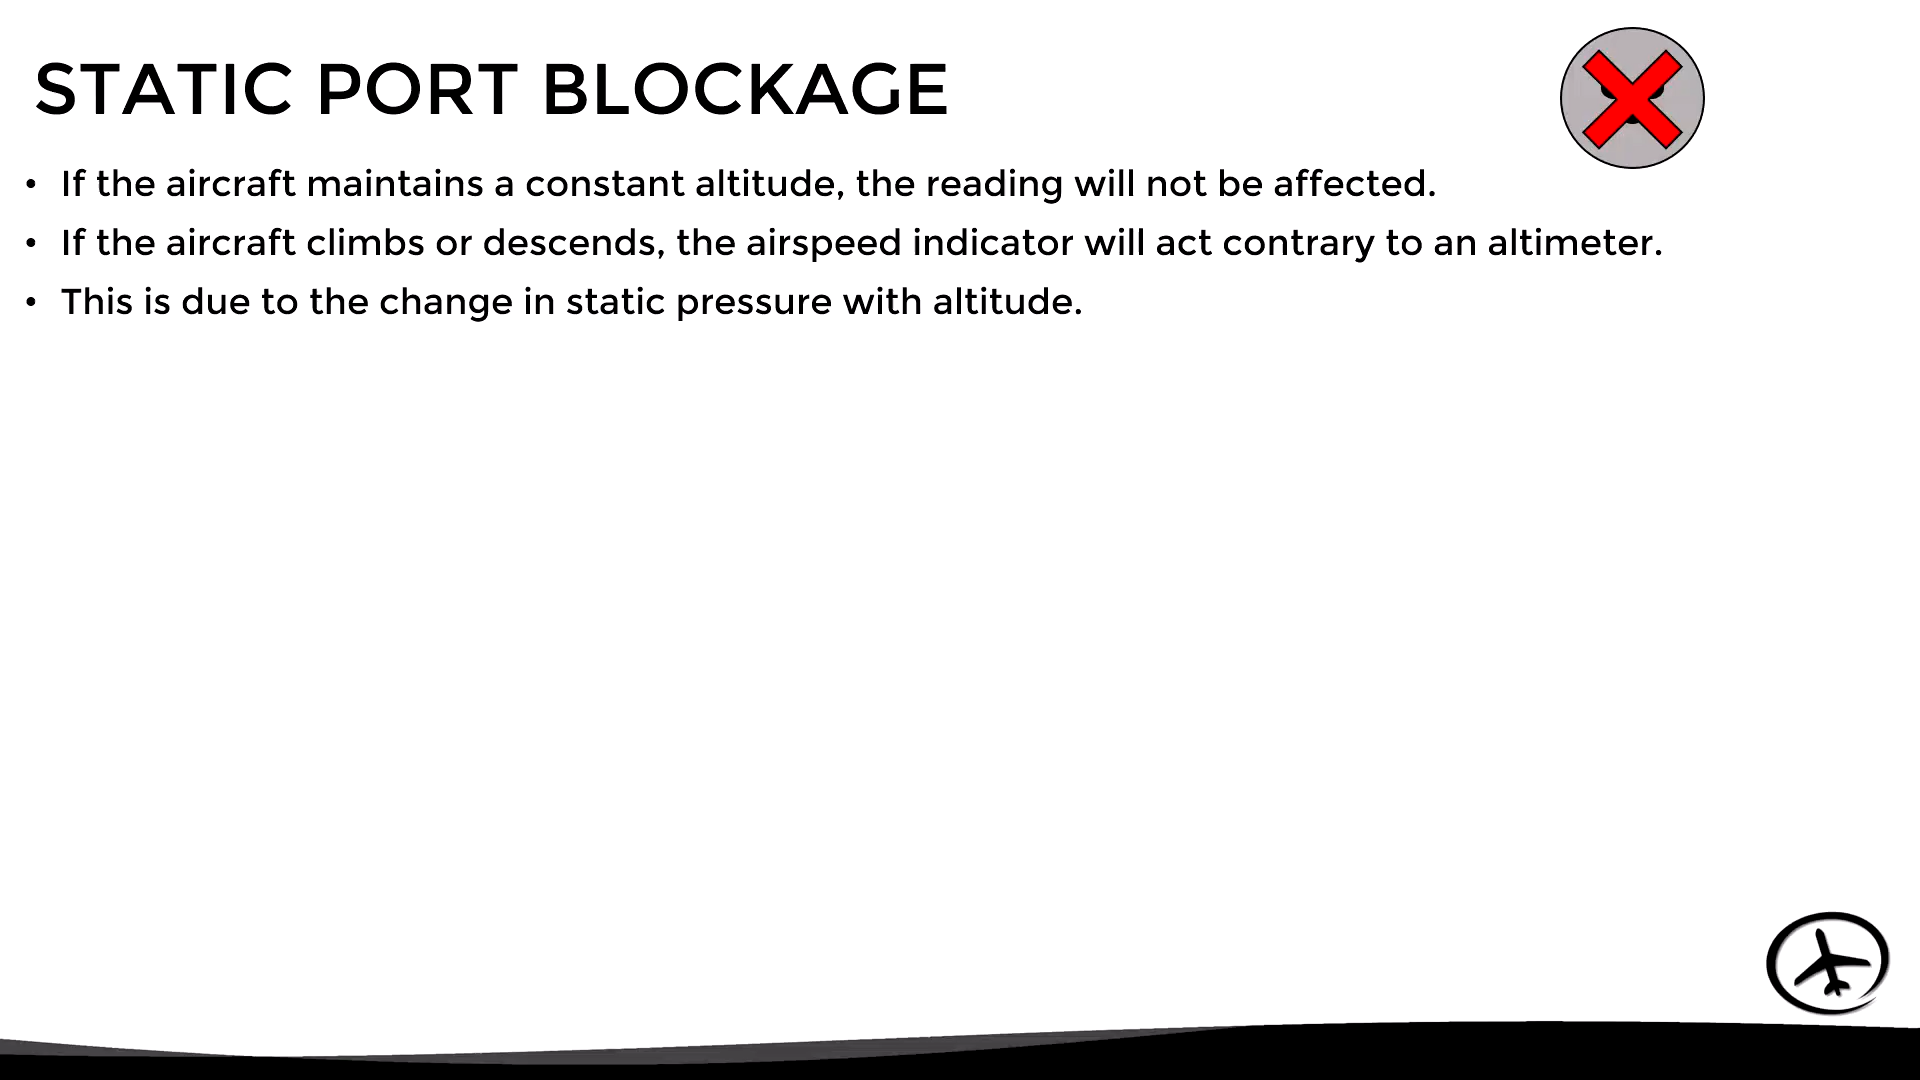 STATIC PORT BLOCKAGE
• If the aircraft maintains a constant altitude, the reading will not be affected.
• If the aircraft climbs or descends, the airspeed indicator will act contrary to an altimeter.
• This is due to the change in static pressure with altitude.